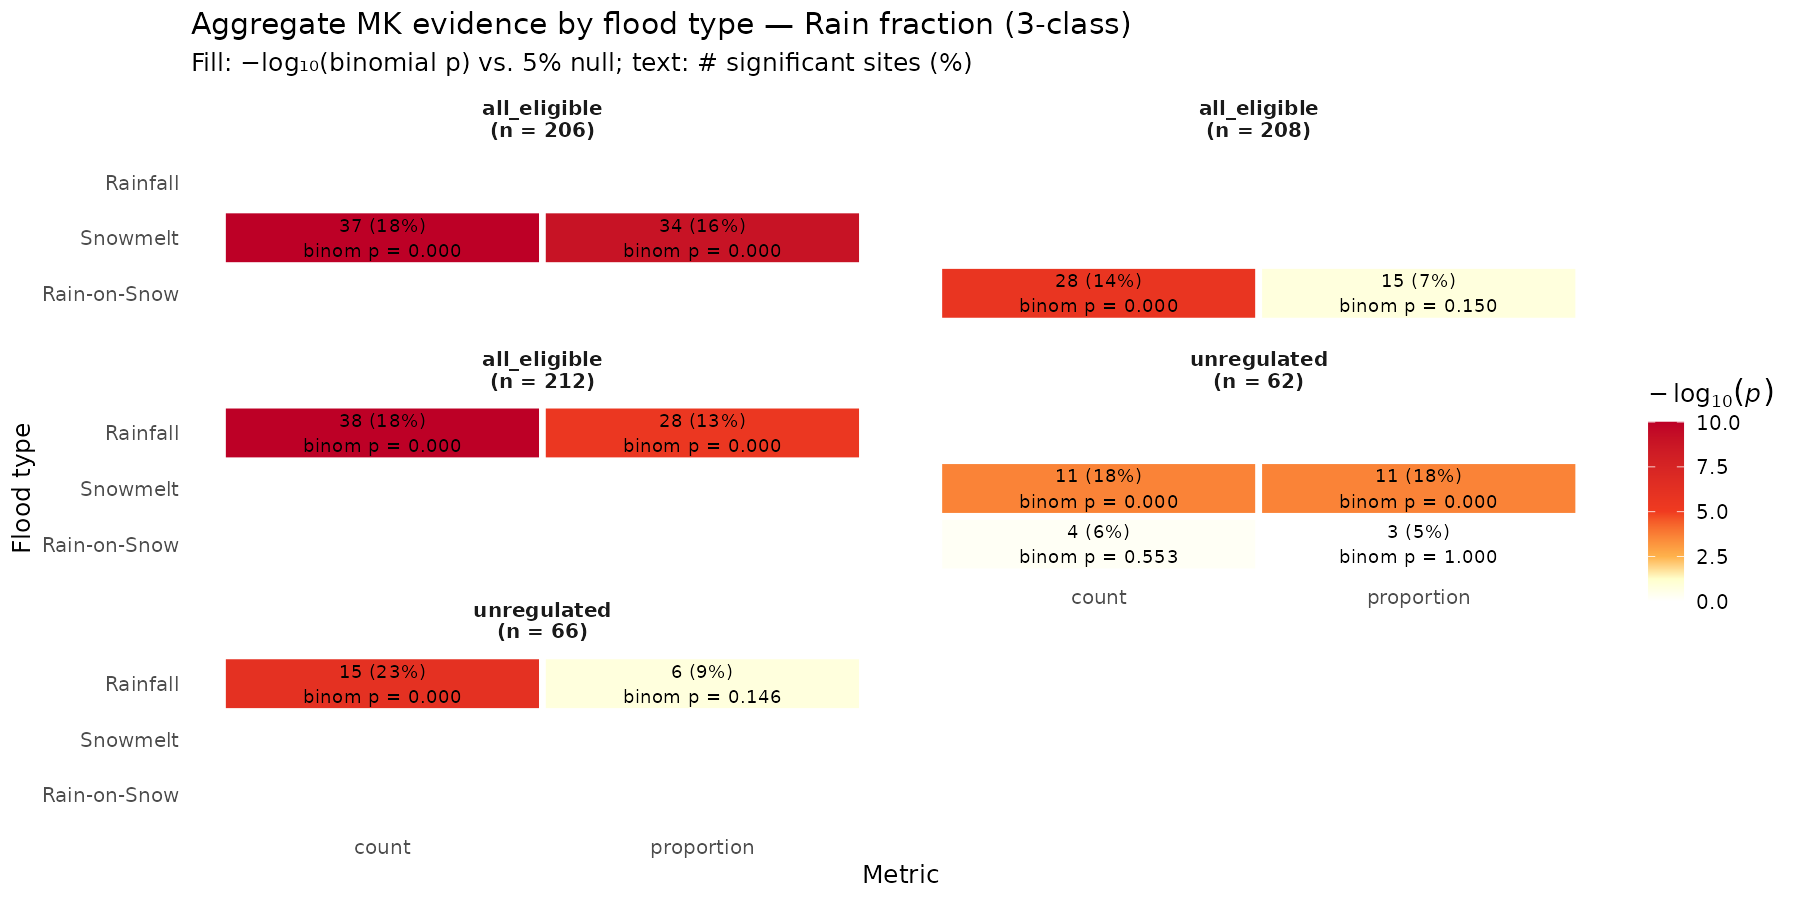 Aggregate MK evidence by flood type — Rain fraction (3-class)
Fill: −log₁₀(binomial p) vs. 5% null; text: # significant sites (%)
all_eligible
(n = 206)
Rainfall
Snowmelt
Rain-on-Snow
37 (18%)
binom p = 0.000
34 (16%)
binom p = 0.000
all_eligible
(n = 208)
28 (14%)
binom p = 0.000
15 (7%)
binom p = 0.150
all_eligible
(n = 212)
Rainfall
Snowmelt
Rain-on-Snow
38 (18%)
binom p = 0.000
28 (13%)
binom p = 0.000
unregulated
(n = 62)
11 (18%)
binom p = 0.000
11 (18%)
binom p = 0.000
4 (6%)
binom p = 0.553
3 (5%)
binom p = 1.000
count
proportion
unregulated
(n = 66)
Rainfall
Snowmelt
Rain-on-Snow
15 (23%)
binom p = 0.000
6 (9%)
binom p = 0.146
count
proportion
Metric
Flood type
−log₁₀(p)
10.0
7.5
5.0
2.5
0.0